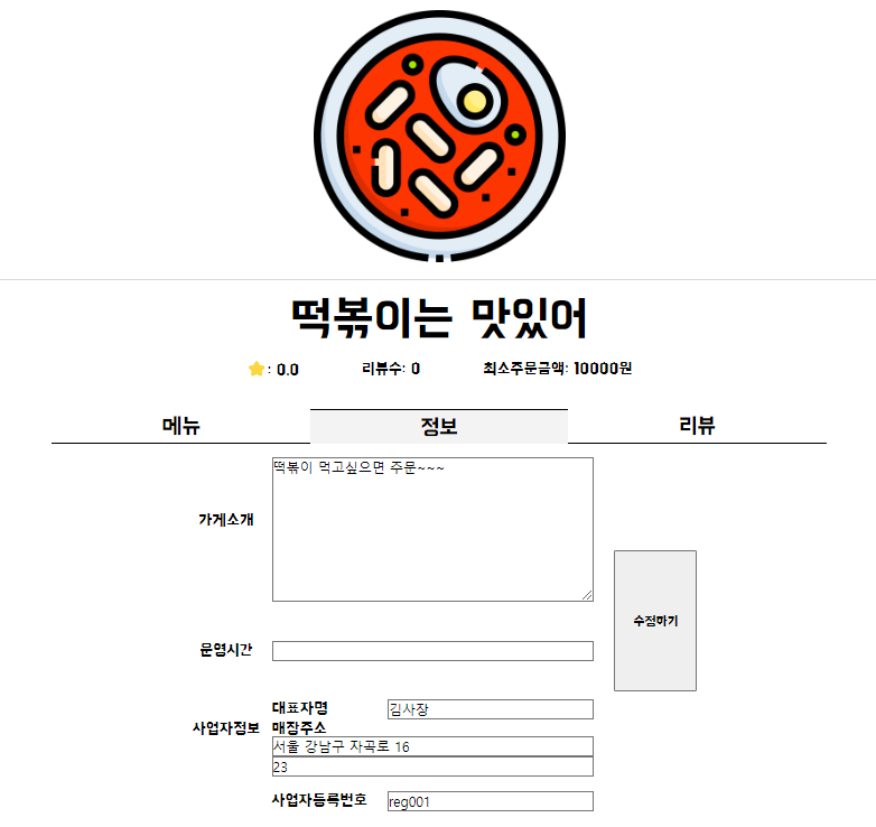 떡볶이는 맛있어
: 0.0 리뷰수: 0 최소주문금액: 10000원
메뉴 정보 리뷰
가게소개 떡볶이 먹고싶으면 주문~~~
수정하기
운영시간
사업자정보 대표자명 김사장
매장주소
서울 강남구 자곡로 16
23
사업자등록번호 reg001